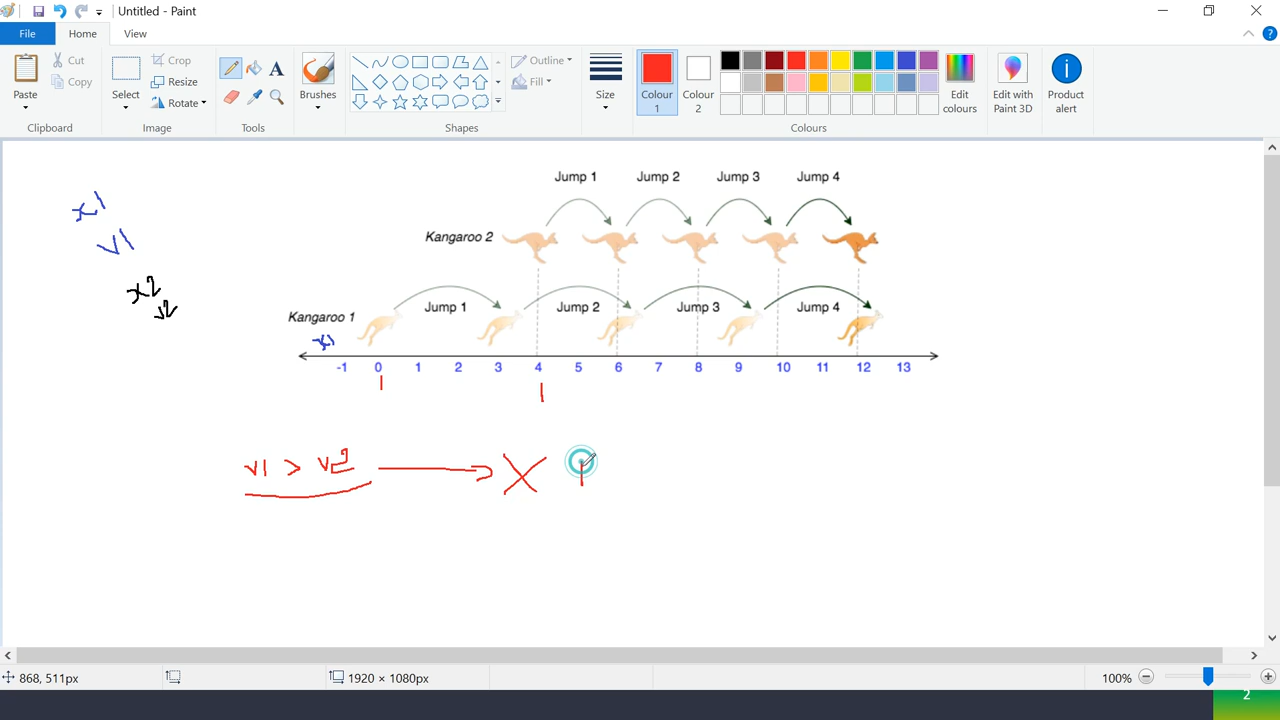 Untitled - Paint
File
Home
View
Cut
Copy
Paste
Clipboard
Crop
Resize
Rotate
Select
Image
Tools
Brushes
Outline
Fill
Shapes
Size
Colour 1
Colour 2
Edit colours
Colours
Edit with Paint 3D
Product alert
x1
v1
x2
v2
Jump 1 Jump 2 Jump 3 Jump 4
Kangaroo 2
Jump 1 Jump 2 Jump 3 Jump 4
Kangaroo 1
x1
-1 0 1 2 3 4 5 6 7 8 9 10 11 12 13
v1 > v2
868, 511px
1920 × 1080px
100%
2